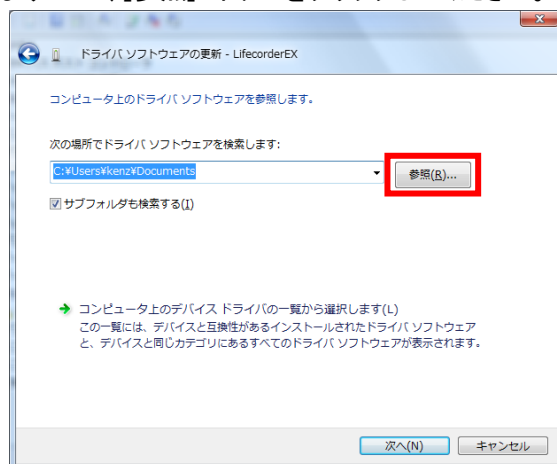 ドライバ ソフトウェアの更新 - LifecorderEX
コンピュータ上のドライバ ソフトウェアを参照します。
次の場所でドライバ ソフトウェアを検索します:
C:¥Users¥kenz¥Documents
参照(R)...
サブフォルダも検索する(I)
コンピュータ上のデバイス ドライバの一覧から選択します(L)
この一覧には、デバイスと互換性があるインストールされたドライバ ソフトウェア
と、デバイスと同じカテゴリにあるすべてのドライバ ソフトウェアが表示されます。
次へ(N)
キャンセル